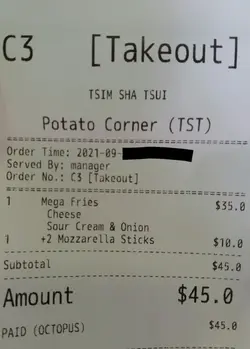 C3 [Takeout]
TSIM SHA TSUI
Potato Corner (TST)
Order Time: 2021-09-
Served By: manager
Order No.: C3 [Takeout]
1 Mega Fries $35.0
Cheese
Sour Cream & Onion
1 +2 Mozzarella Sticks $10.0
Subtotal $45.0
Amount $45.0
PAID (OCTOPUS) $45.0